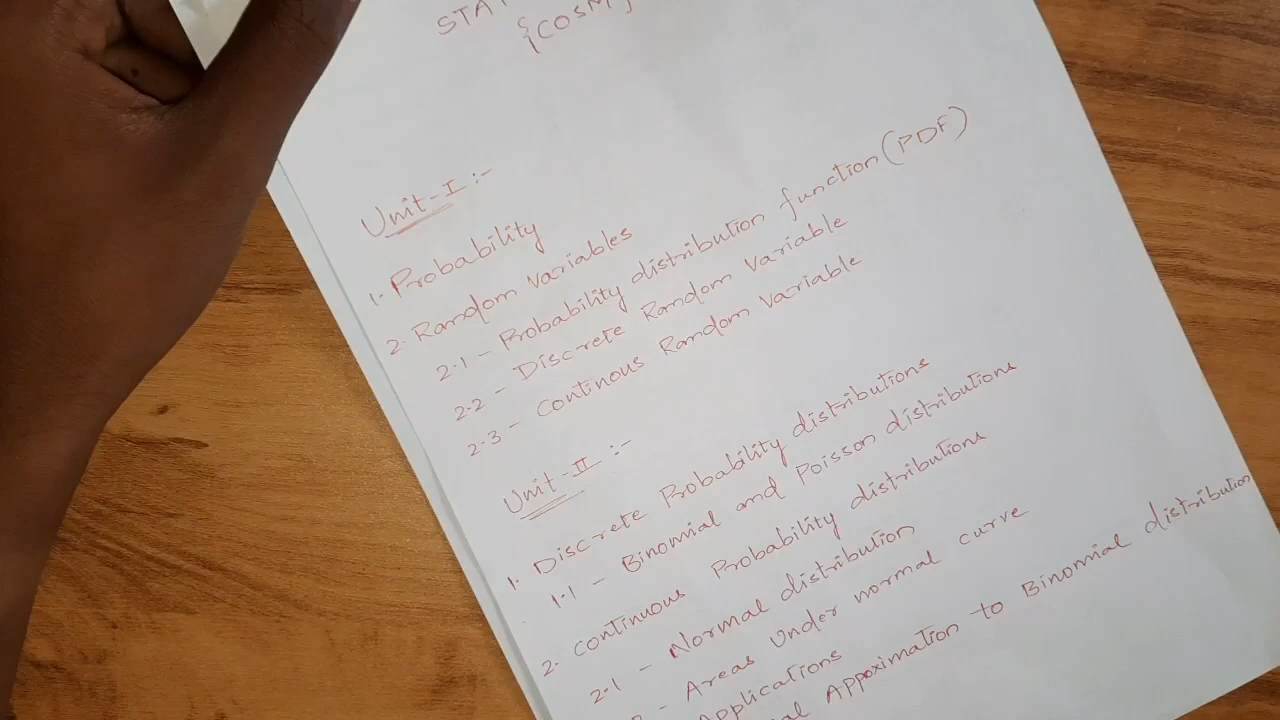 {COSM}
Unit-I :-
1. Probability
2. Random Variables
2.1 - Probability distribution function (PDF)
2.2 - Discrete Random Variable
2.3 - Continous Random Variable
Unit-II :-
1. Discrete Probability distributions
1.1 - Binomial and Poisson distributions
2. Continuous Probability distributions
2.1 - Normal distribution
- Areas Under normal curve
Applications
Appoximation to Binomial distribution